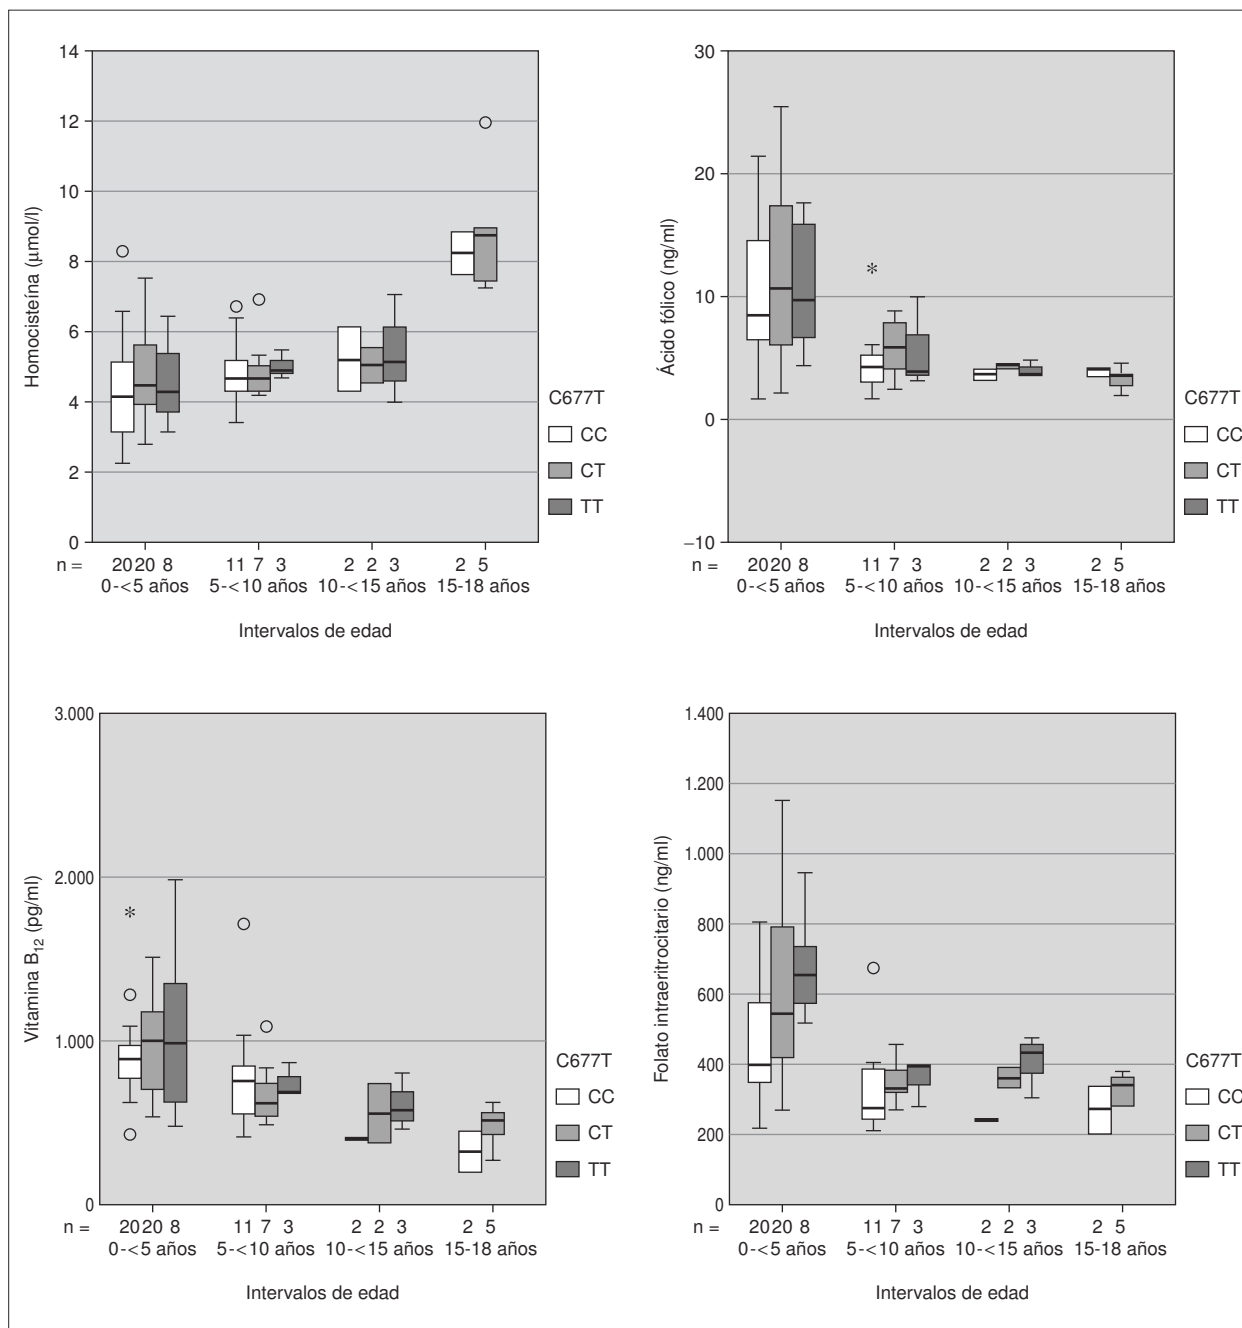 14
12
10
8
6
4
2
0
Homocisteína (μmol/l)
C677T
CC
CT
TT
n = 20 20 8 11 7 3 2 2 3 2 5
0-<5 años 5-<10 años 10-<15 años 15-18 años
Intervalos de edad
30
20
10
0
−10
Ácido fólico (ng/ml)
C677T
CC
CT
TT
n = 20 20 8 11 7 3 2 2 3 2 5
0-<5 años 5-<10 años 10-<15 años 15-18 años
Intervalos de edad
3.000
2.000
1.000
0
Vitamina B12 (pg/ml)
C677T
CC
CT
TT
n = 20 20 8 11 7 3 2 2 3 2 5
0-<5 años 5-<10 años 10-<15 años 15-18 años
Intervalos de edad
1.400
1.200
1.000
800
600
400
200
0
Folato intraeritrocitario (ng/ml)
C677T
CC
CT
TT
n = 20 20 8 11 7 3 2 2 3 2 5
0-<5 años 5-<10 años 10-<15 años 15-18 años
Intervalos de edad